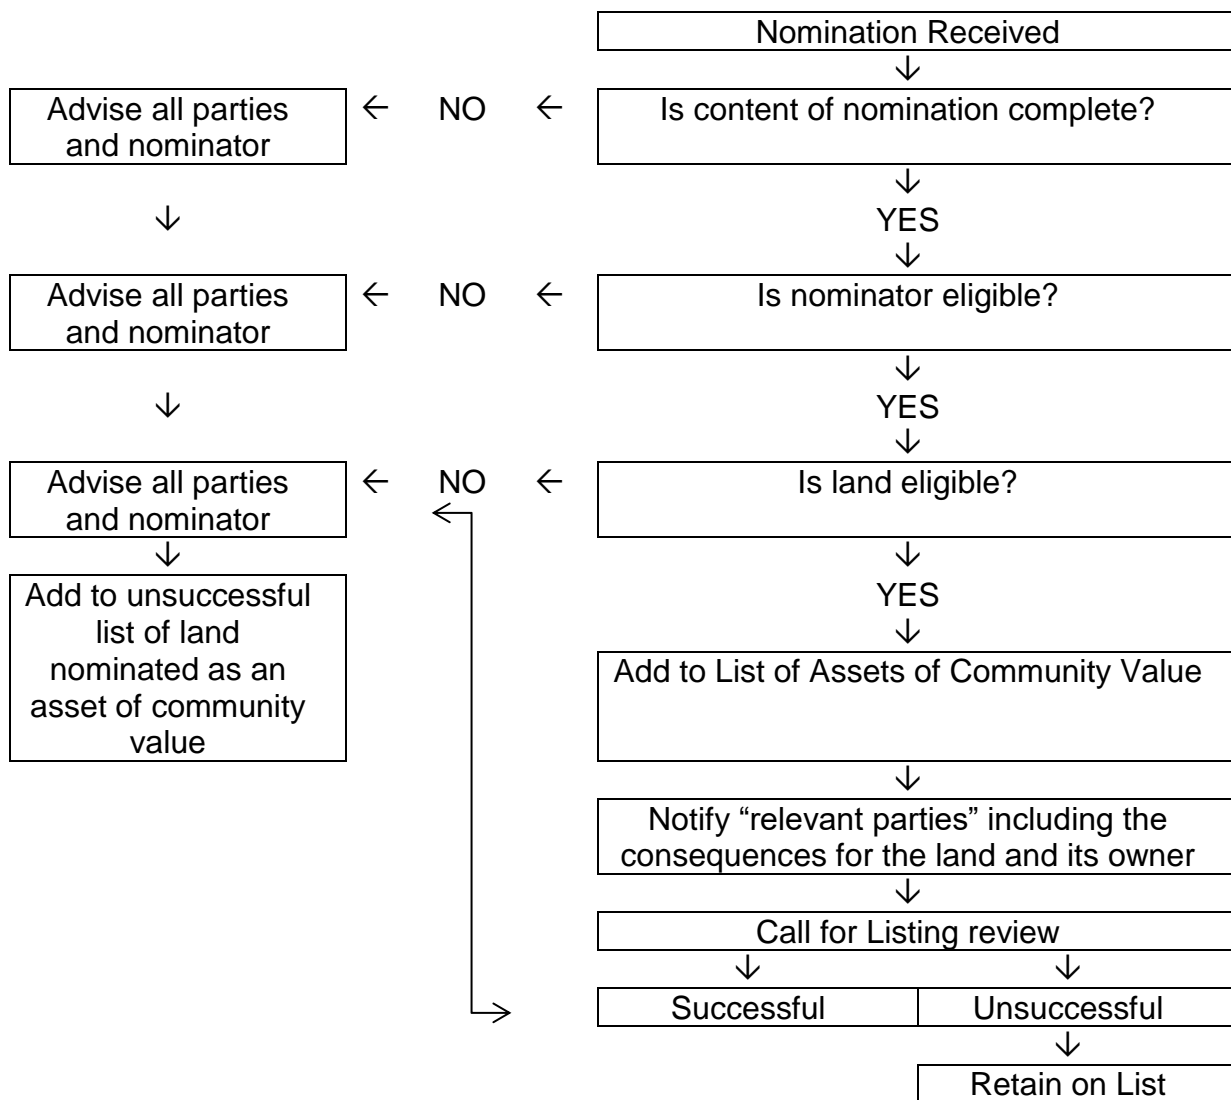 Nomination Received
Advise all parties
and nominator
NO
Is content of nomination complete?
YES
Advise all parties
and nominator
NO
Is nominator eligible?
YES
Advise all parties
and nominator
NO
Is land eligible?
Add to unsuccessful
list of land
nominated as an
asset of community
value
YES
Add to List of Assets of Community Value
Notify “relevant parties” including the
consequences for the land and its owner
Call for Listing review
Successful
Unsuccessful
Retain on List